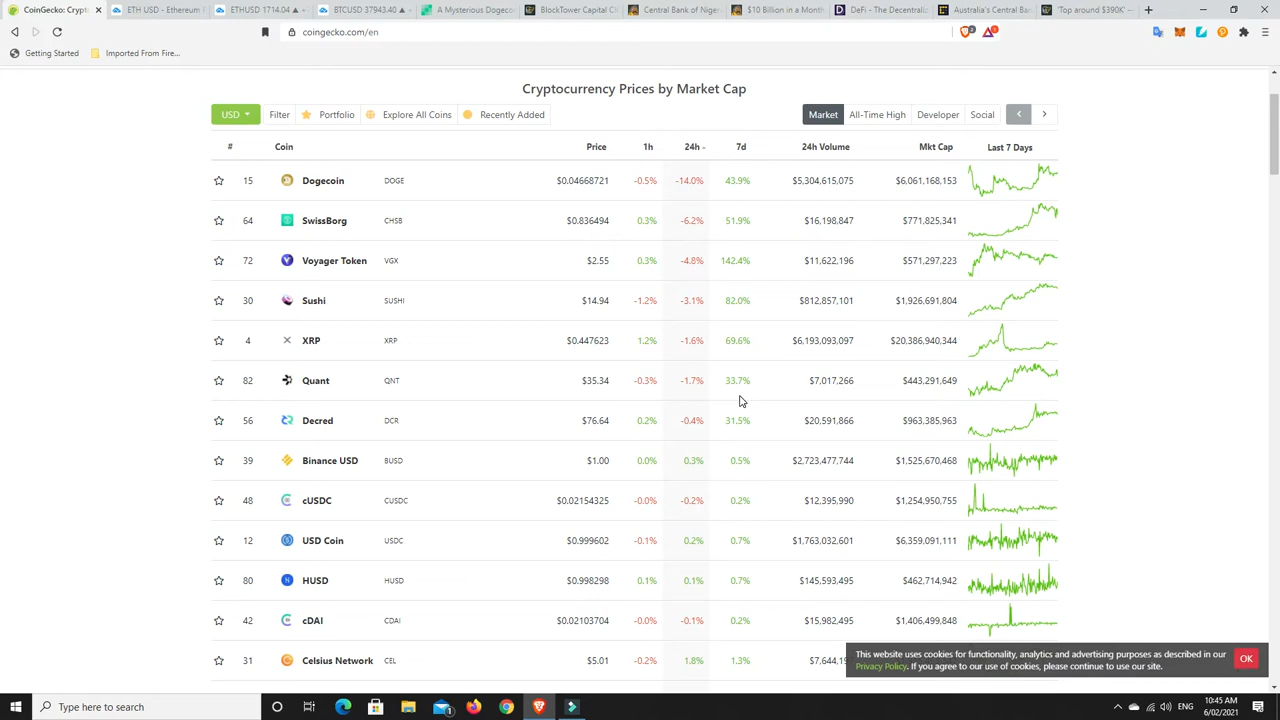 CoinGecko: Crypto
ETH USD - Ethereum
ETHUSD 1714.04
BTCUSD 37943.40
A Mysterious Dogecoin
BlockTower Capital C
Central Bank of Niger
$10 Billion in a Month
DeFi - The Decentrali
Australia's Central Ban
'Top around $390K' –
coingecko.com/en
Getting Started
Imported From Fire...
Cryptocurrency Prices by Market Cap
USD
Filter
Portfolio
Explore All Coins
Recently Added
Market
All-Time High
Developer
Social
# Coin Price 1h 24h 7d 24h Volume Mkt Cap Last 7 Days
15 Dogecoin DOGE $0.04668721 -0.5% -14.0% 43.9% $5,304,615,075 $6,061,168,153
64 SwissBorg CHSB $0.836494 0.3% -6.2% 51.9% $16,198,847 $771,825,341
72 Voyager Token VGX $2.55 0.3% -4.8% 142.4% $11,622,196 $571,297,223
30 Sushi SUSHI $14.94 -1.2% -3.1% 82.0% $812,857,101 $1,926,691,804
4 XRP XRP $0.447623 1.2% -1.6% 69.6% $6,193,093,097 $20,386,940,344
82 Quant QNT $35.34 -0.3% -1.7% 33.7% $7,017,266 $443,291,649
56 Decred DCR $76.64 0.2% -0.4% 31.5% $20,591,866 $963,385,963
39 Binance USD BUSD $1.00 0.0% 0.3% 0.5% $2,723,477,744 $1,525,670,468
48 cUSDC CUSDC $0.02154325 -0.0% -0.2% 0.2% $12,395,990 $1,254,950,755
12 USD Coin USDC $0.999602 -0.1% 0.2% 0.7% $1,763,032,601 $6,359,091,111
80 HUSD HUSD $0.998298 0.1% 0.1% 0.7% $145,593,495 $462,714,942
42 cDAI CDAI $0.02103704 -0.0% -0.1% 0.2% $15,982,495 $1,406,499,848
31 Celsius Network CEL $5.01 -0.2% 1.8% 1.3% $7,644,19
This website uses cookies for functionality, analytics and advertising purposes as described in our
Privacy Policy. If you agree to our use of cookies, please continue to use our site.
OK
Type here to search
ENG
10:45 AM
6/02/2021